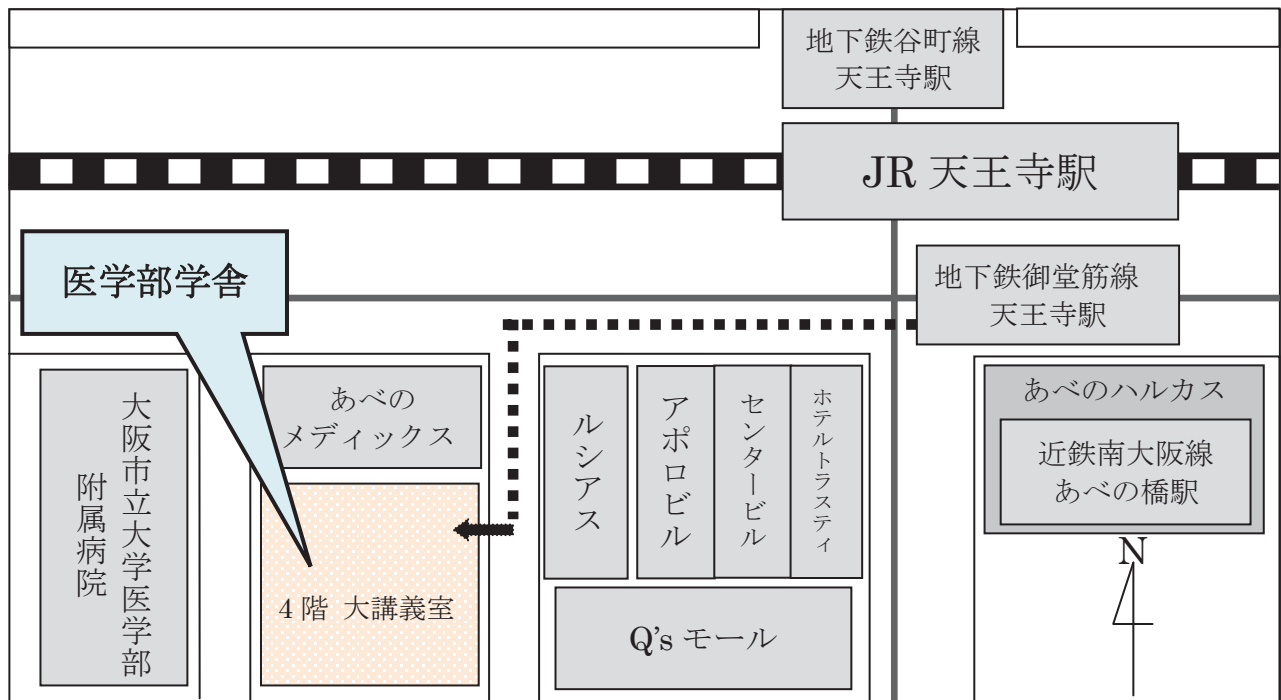 地下鉄谷町線
天王寺駅
JR 天王寺駅
医学部学舎
地下鉄御堂筋線
天王寺駅
大阪市立大学医学部
附属病院
あべの
メディックス
4階 大講義室
ルシアス
アポロビル
センタービル
ホテルトラスティ
Q'sモール
あべのハルカス
近鉄南大阪線
あべの橋駅
N